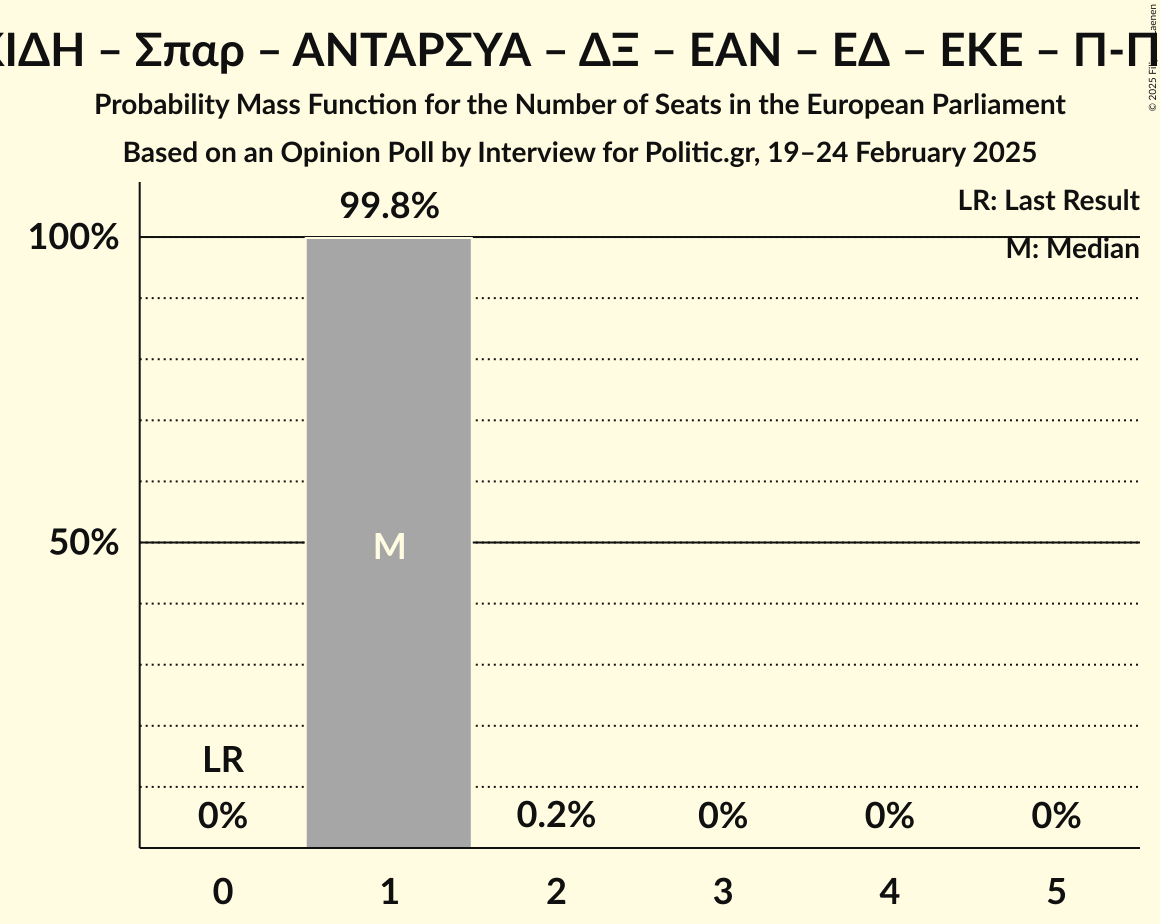 ΙΔΗ – Σπαρ – ΑΝΤΑΡΣΥΑ – ΔΞ – ΕΑΝ – ΕΔ – ΕΚΕ – Π-Π
Probability Mass Function for the Number of Seats in the European Parliament
Based on an Opinion Poll by Interview for Politic.gr, 19–24 February 2025
© 2025
LR: Last Result
M: Median
99.8%
100%
50%
M
LR
0%
0.2%
0%
0%
0%
0
1
2
3
4
5